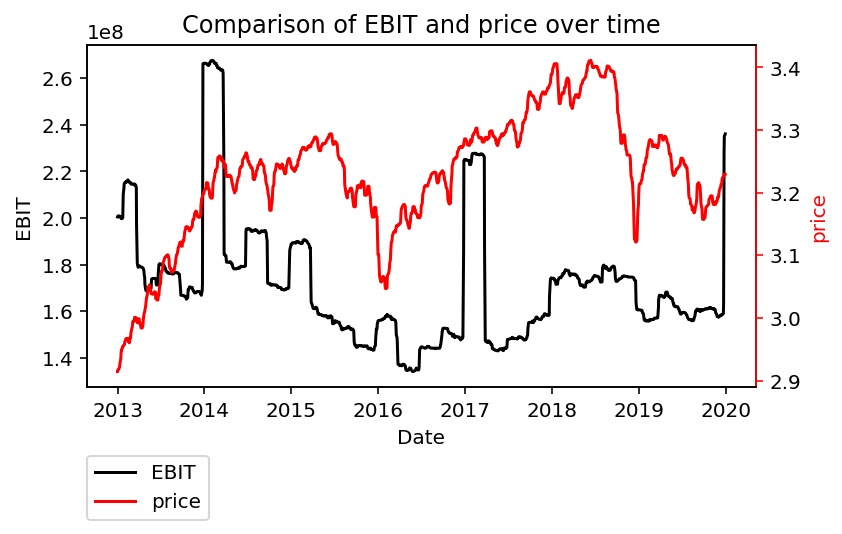 Comparison of EBIT and price over time
1e8
2.6
2.4
2.2
2.0
1.8
1.6
1.4
EBIT
3.4
3.3
3.2
3.1
3.0
2.9
price
2013 2014 2015 2016 2017 2018 2019 2020
Date
EBIT
price